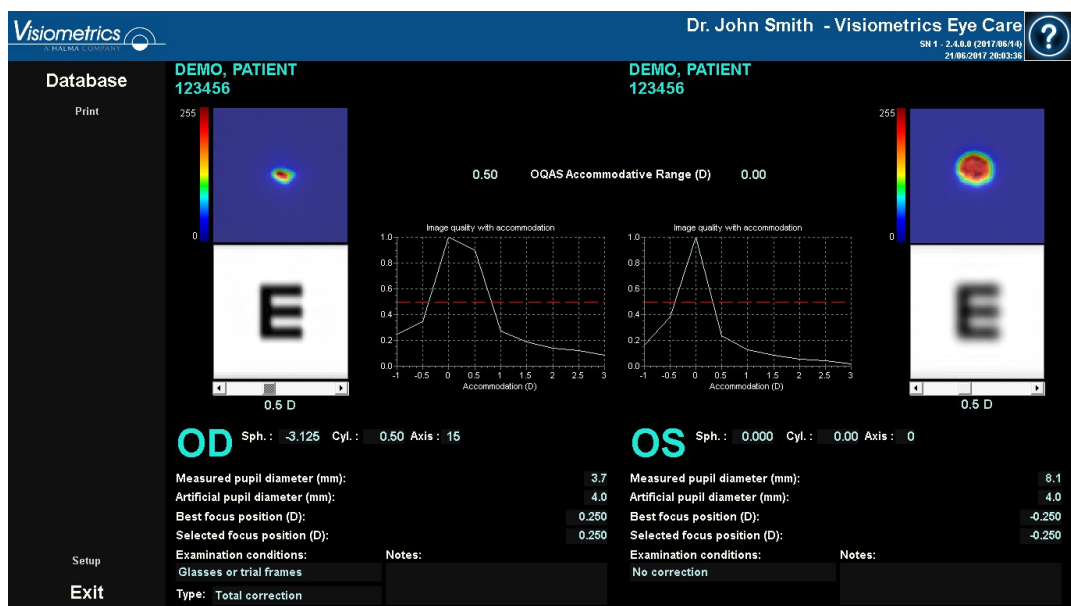 Visiometrics
A HALMA COMPANY
Dr. John Smith - Visiometrics Eye Care
SN 1 - 2.4.0.0 (2017/06/14)
21/06/2017 20:03:36
?
Database
Print
Setup
Exit
DEMO, PATIENT
123456
DEMO, PATIENT
123456
255
0
255
0
0.50 OQAS Accommodative Range (D) 0.00
Image quality with accommodation
1.0
0.8
0.6
0.4
0.2
0.0
-1 -0.5 0 0.5 1 1.5 2 2.5 3
Accommodation (D)
Image quality with accommodation
1.0
0.8
0.6
0.4
0.2
0.0
-1 -0.5 0 0.5 1 1.5 2 2.5 3
Accommodation (D)
E
0.5 D
E
0.5 D
OD Sph.: -3.125 Cyl.: 0.50 Axis: 15
Measured pupil diameter (mm): 3.7
Artificial pupil diameter (mm): 4.0
Best focus position (D): 0.250
Selected focus position (D): 0.250
Examination conditions: Notes:
Glasses or trial frames
Type: Total correction
OS Sph.: 0.000 Cyl.: 0.00 Axis: 0
Measured pupil diameter (mm): 8.1
Artificial pupil diameter (mm): 4.0
Best focus position (D): -0.250
Selected focus position (D): -0.250
Examination conditions: Notes:
No correction